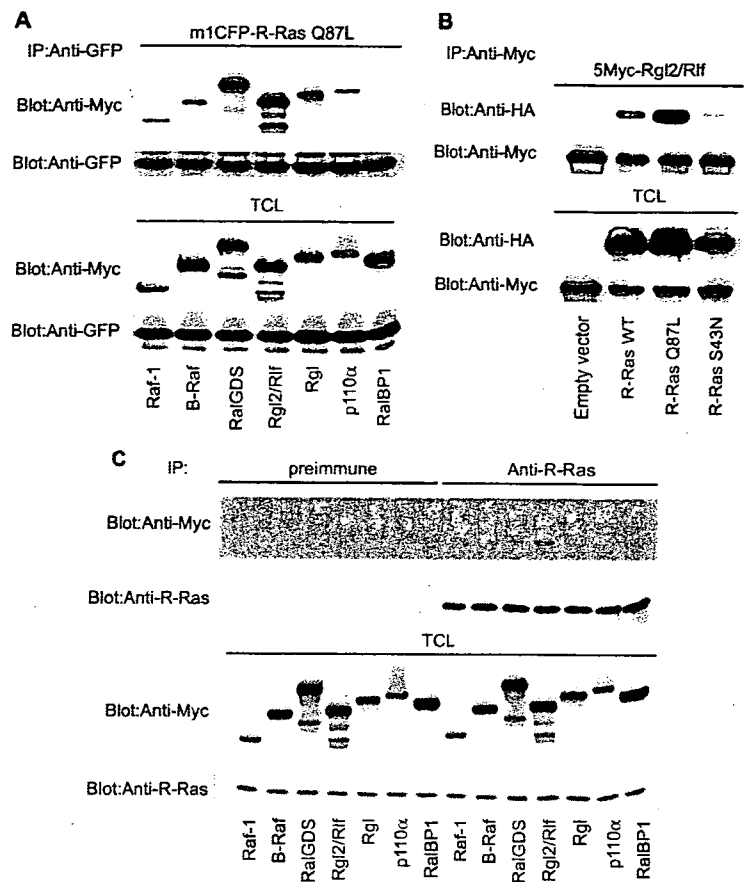 A
m1CFP-R-Ras Q87L
IP:Anti-GFP
Blot:Anti-Myc
Blot:Anti-GFP
TCL
Blot:Anti-Myc
Blot:Anti-GFP
Raf-1
B-Raf
RalGDS
Rgl2/Rlf
Rgl
p110α
RalBP1
B
IP:Anti-Myc
5Myc-Rgl2/Rlf
Blot:Anti-HA
Blot:Anti-Myc
TCL
Blot:Anti-HA
Blot:Anti-Myc
Empty vector
R-Ras WT
R-Ras Q87L
R-Ras S43N
C
IP: preimmune Anti-R-Ras
Blot:Anti-Myc
Blot:Anti-R-Ras
TCL
Blot:Anti-Myc
Blot:Anti-R-Ras
Raf-1
B-Raf
RalGDS
Rgl2/Rlf
Rgl
p110α
RalBP1
Raf-1
B-Raf
RalGDS
Rgl2/Rlf
Rgl
p110α
RalBP1